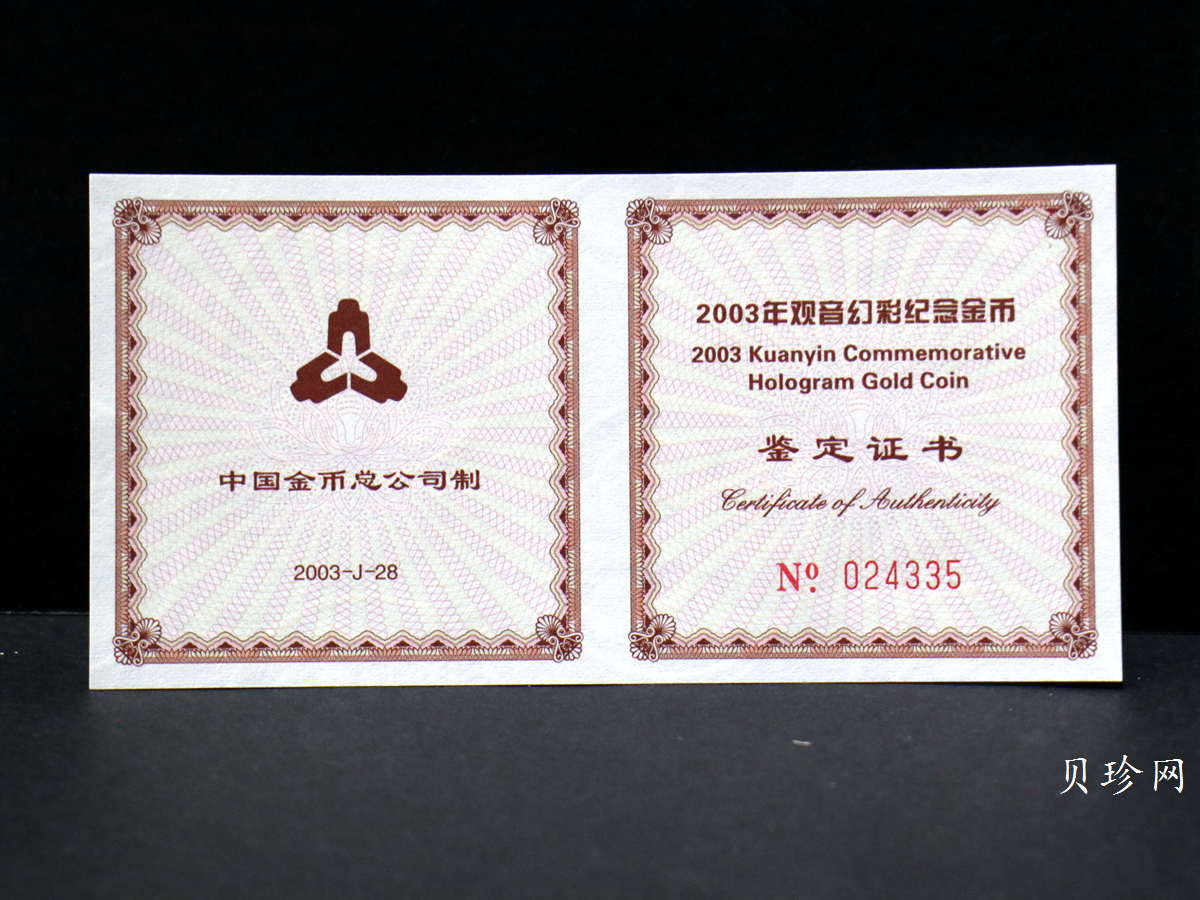 中国金币总公司制
2003-J-28
2003年观音幻彩纪念金币
2003 Kuanyin Commemorative
Hologram Gold Coin
鉴定证书
Certificate of Authenticity
Nº. 024335
贝珍网